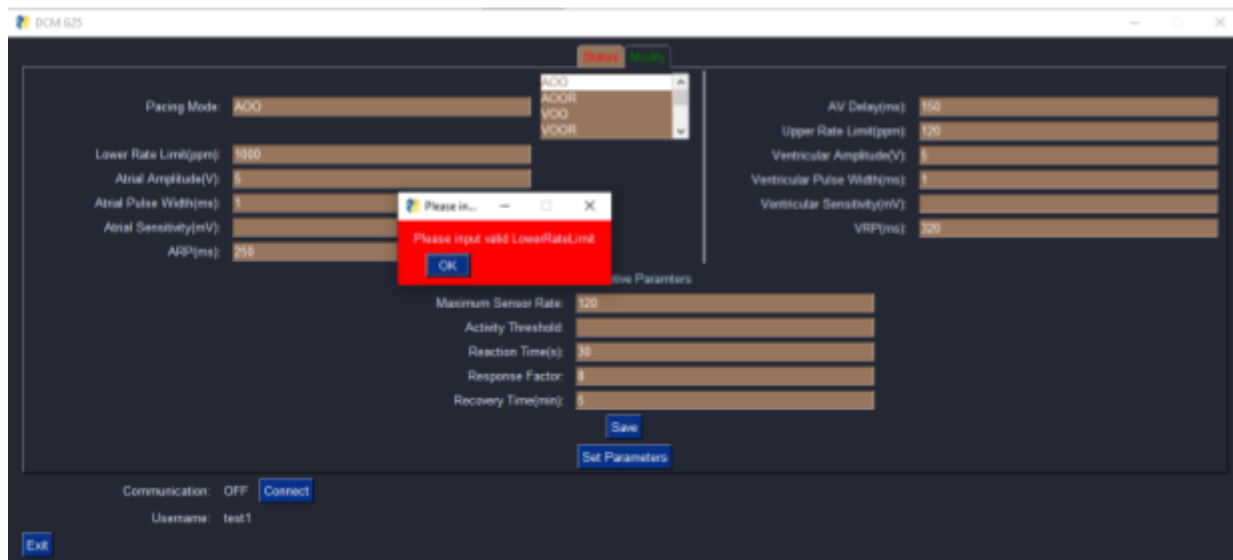 DCM G25
Status Modify
Pacing Mode: AOO
AOO
AOOR
VOO
VOOR
Lower Rate Limit(ppm): 1000
Atrial Amplitude(V): 5
Atrial Pulse Width(ms): 1
Atrial Sensitivity(mV):
ARP(ms): 250
AV Delay(ms): 150
Upper Rate Limit(ppm): 120
Ventricular Amplitude(V): 5
Ventricular Pulse Width(ms): 1
Ventricular Sensitivity(mV):
VRP(ms): 320
Please in...
Please input valid LowerRateLimit
OK
tive Paramters
Maximum Sensor Rate: 120
Activity Threshold:
Reaction Time(s): 30
Response Factor: 8
Recovery Time(min): 5
Save
Set Parameters
Communication: OFF Connect
Username: test1
Exit